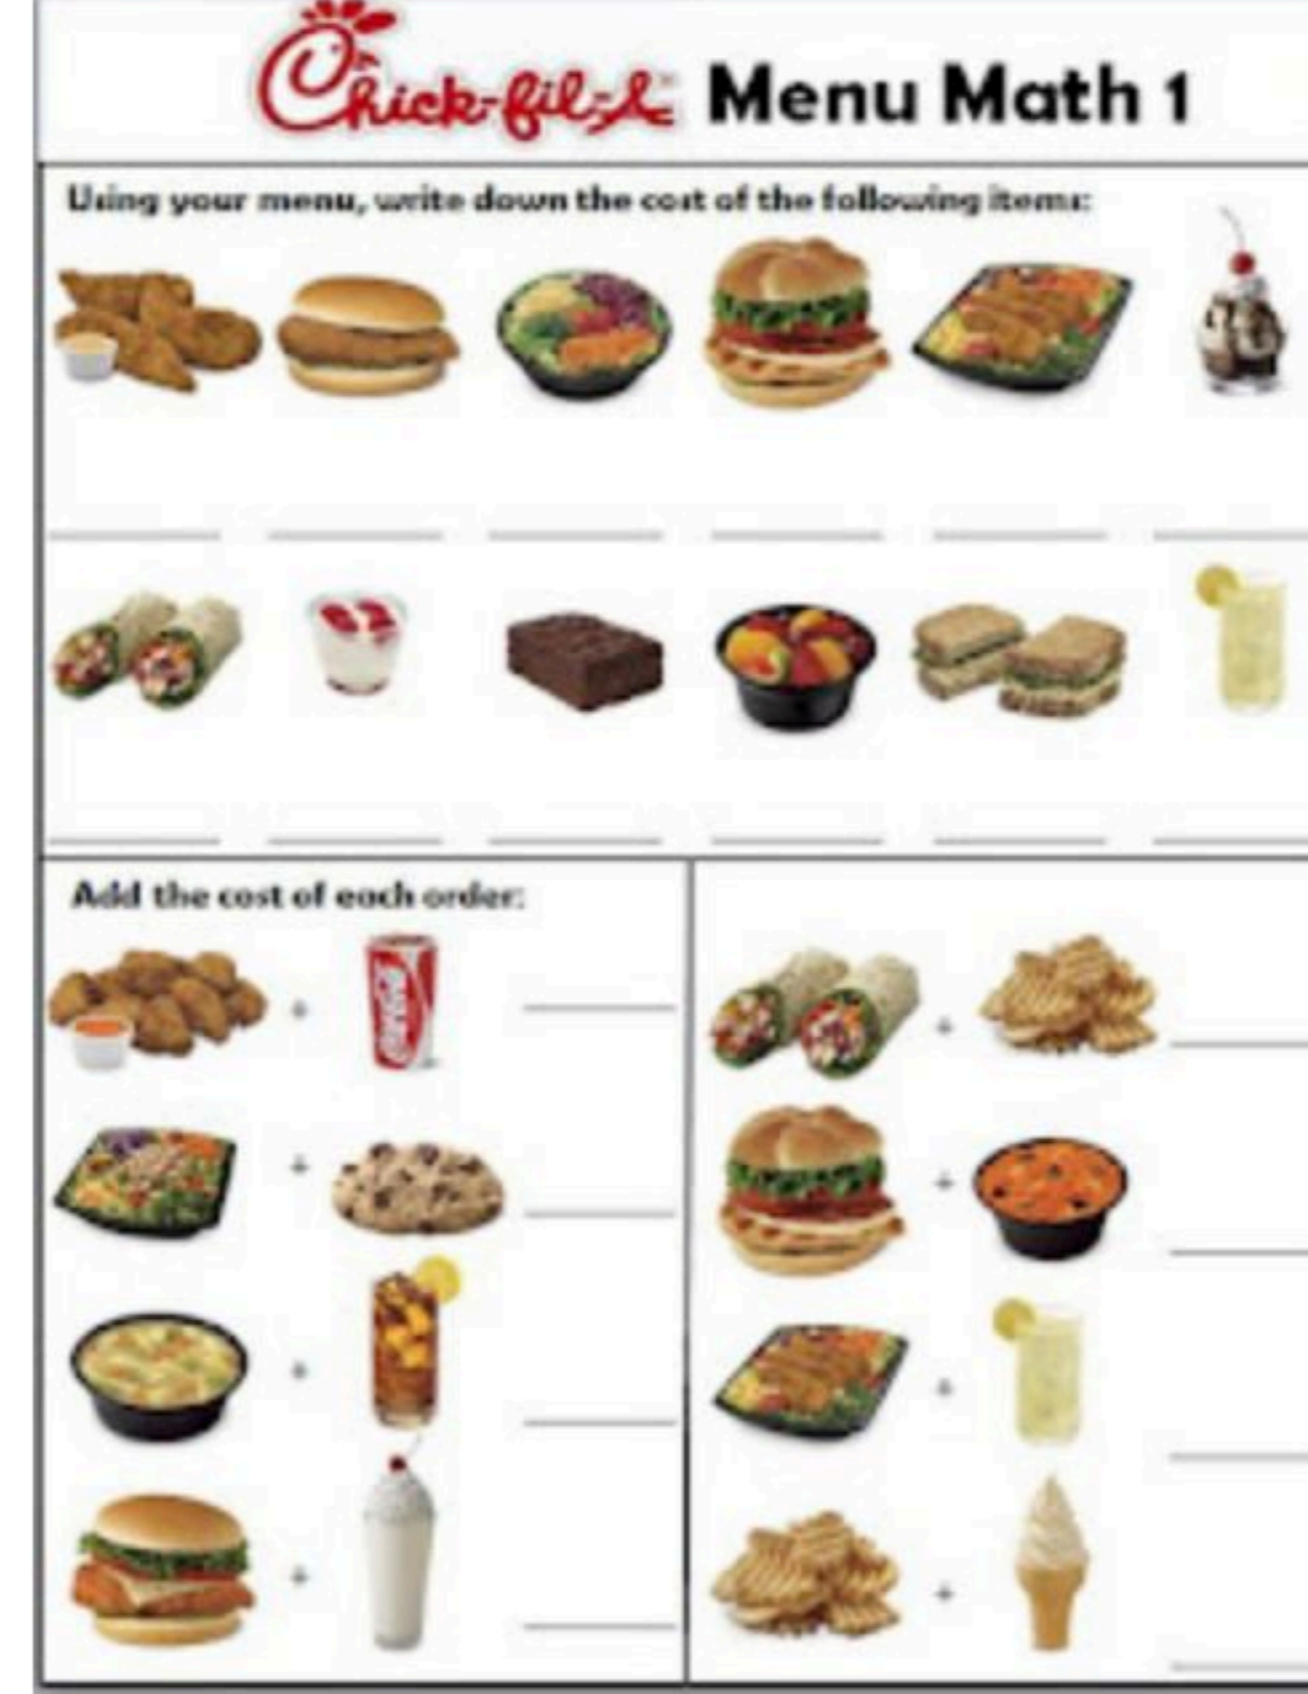 Chick-fil-A Menu Math 1
Using your menu, write down the cost of the following items:
Add the cost of each order:
+
+
+
+
+
+
+
+